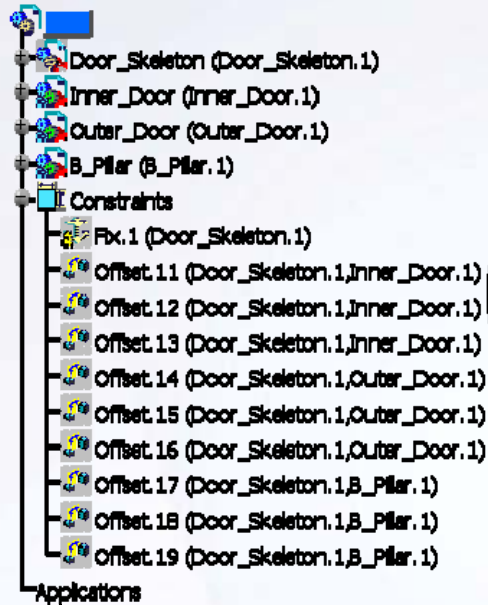 Door_Skeleton (Door_Skeleton.1)
Inner_Door (Inner_Door.1)
Outer_Door (Outer_Door.1)
B_Pillar (B_Pillar.1)
Constraints
Fix.1 (Door_Skeleton.1)
Offset.11 (Door_Skeleton.1,Inner_Door.1)
Offset.12 (Door_Skeleton.1,Inner_Door.1)
Offset.13 (Door_Skeleton.1,Inner_Door.1)
Offset.14 (Door_Skeleton.1,Outer_Door.1)
Offset.15 (Door_Skeleton.1,Outer_Door.1)
Offset.16 (Door_Skeleton.1,Outer_Door.1)
Offset.17 (Door_Skeleton.1,B_Pillar.1)
Offset.18 (Door_Skeleton.1,B_Pillar.1)
Offset.19 (Door_Skeleton.1,B_Pillar.1)
Applications